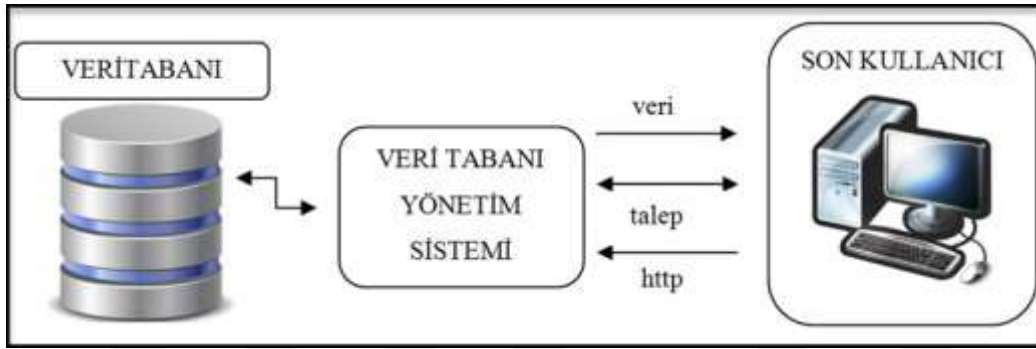 VERİTABANI
VERİ TABANI
YÖNETİM
SİSTEMİ
veri
talep
http
SON KULLANICI